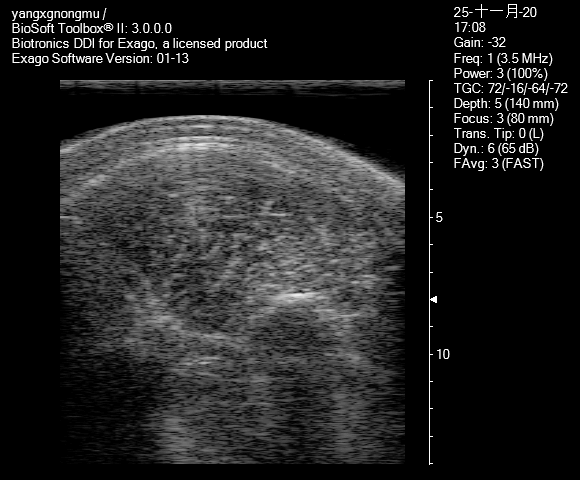 yangxgnongmu /
BioSoft Toolbox® II: 3.0.0.0
Biotronics DDI for Exago, a licensed product
Exago Software Version: 01-13
25-十一月-20
17:08
Gain: -32
Freq: 1 (3.5 MHz)
Power: 3 (100%)
TGC: 72/-16/-64/-72
Depth: 5 (140 mm)
Focus: 3 (80 mm)
Trans. Tip: 0 (L)
Dyn.: 6 (65 dB)
FAvg: 3 (FAST)
5
10